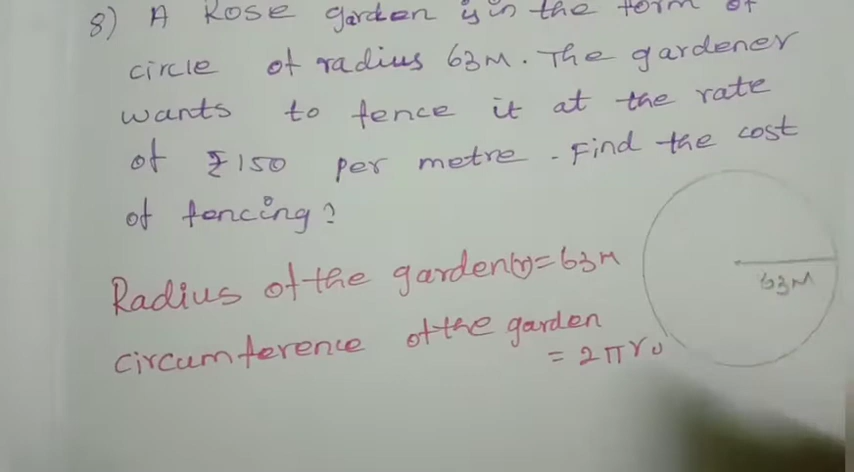 8) A Rose garden is in the form of
circle of radius 63M. The gardener
wants to fence it at the rate
of ₹150 per metre. Find the cost
of fencing?
Radius of the garden(r)=63M
63M
circumference of the garden
= 2πr